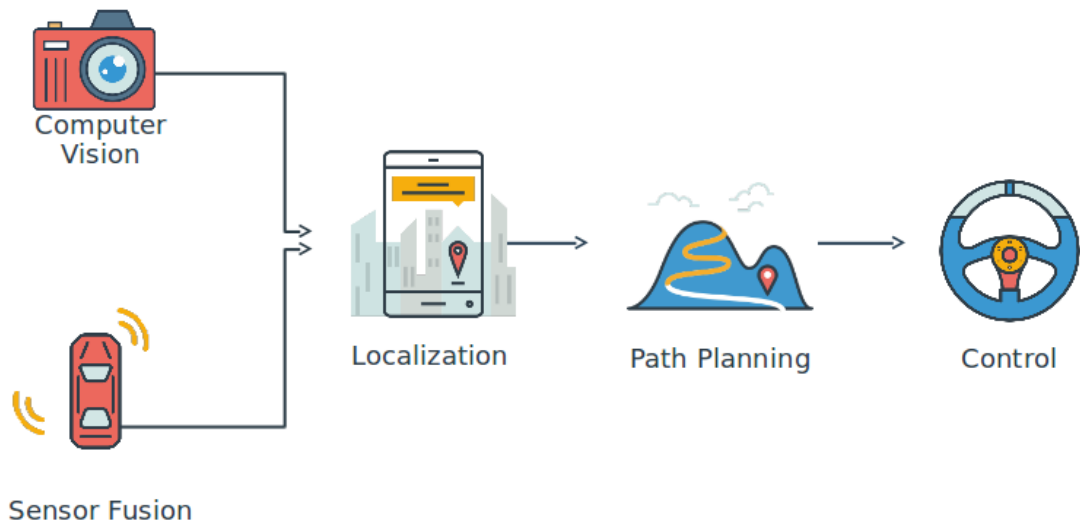 Computer
Vision
Localization
Path Planning
Control
Sensor Fusion